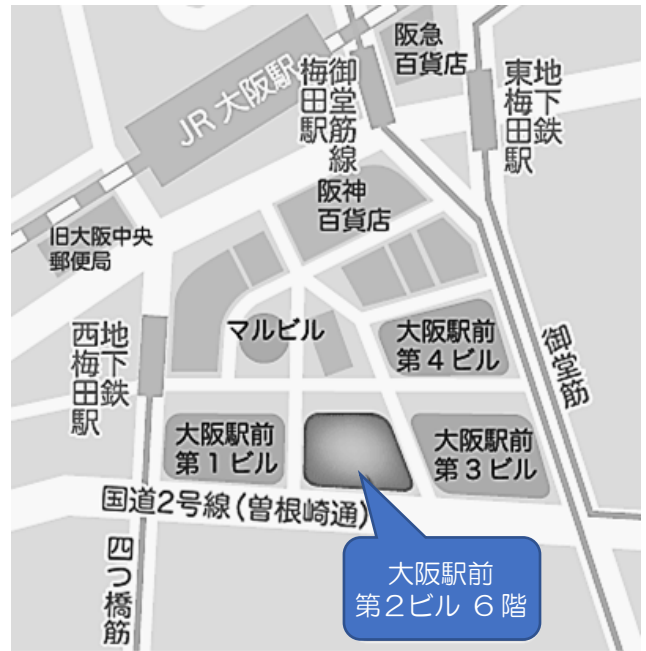 阪急
百貨店
JR 大阪駅
御堂筋線
梅田駅
地下鉄
東梅田駅
阪神
百貨店
旧大阪中央
郵便局
マルビル
大阪駅前
第4ビル
地下鉄
西梅田駅
御堂筋
大阪駅前
第1ビル
大阪駅前
第3ビル
国道2号線(曽根崎通)
四つ橋筋
大阪駅前
第2ビル 6階